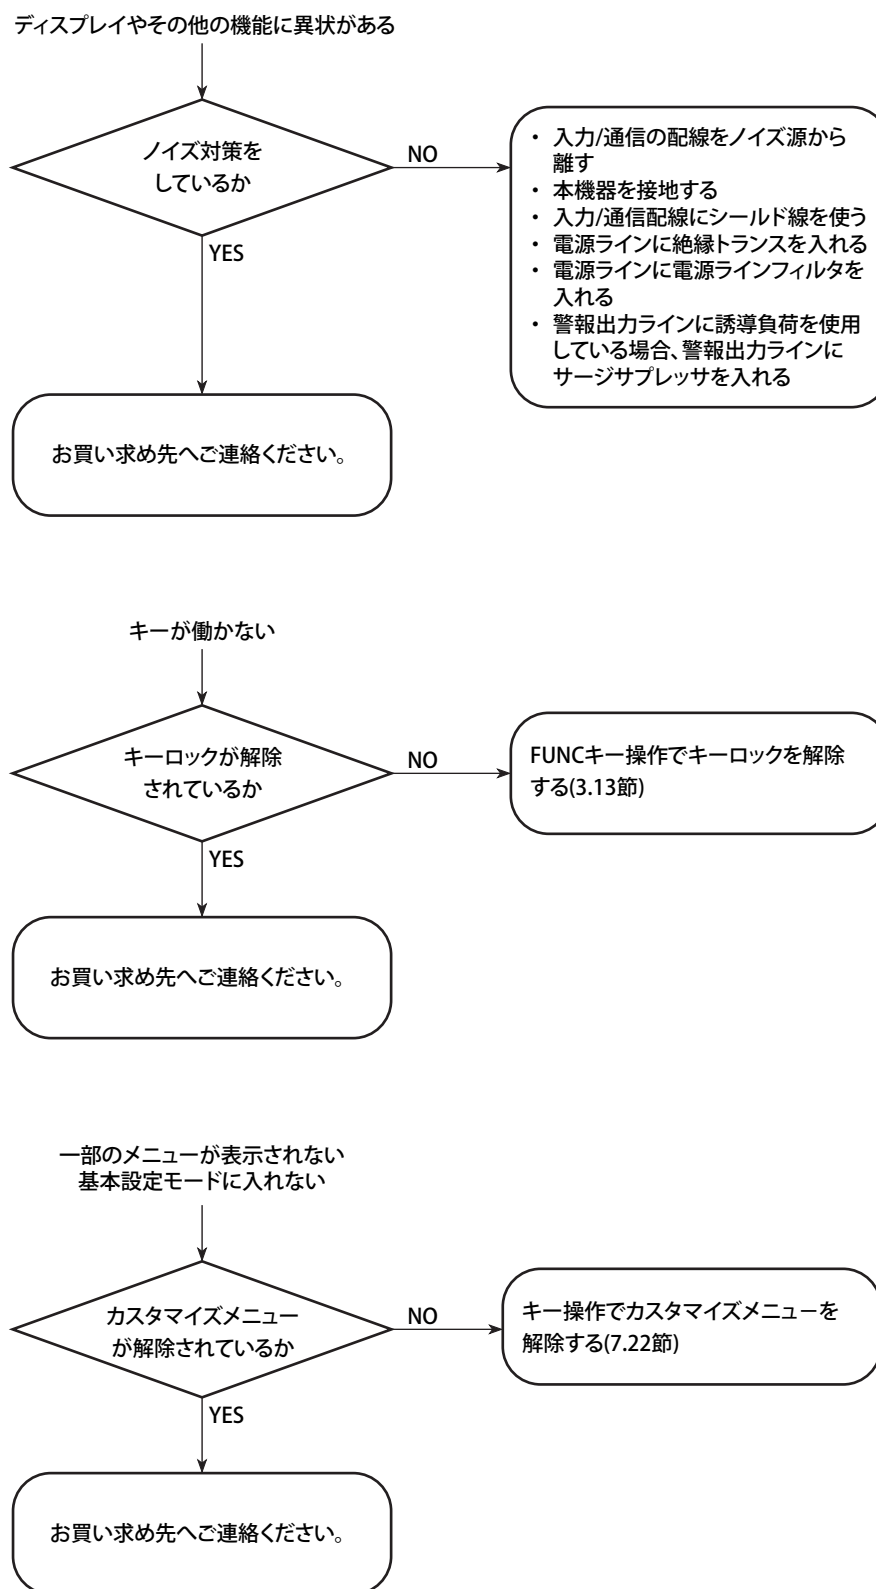 ディスプレイやその他の機能に異状がある
ノイズ対策を
しているか
NO
YES
・ 入力/通信の配線をノイズ源から
離す
・ 本機器を接地する
・ 入力/通信配線にシールド線を使う
・ 電源ラインに絶縁トランスを入れる
・ 電源ラインに電源ラインフィルタを
入れる
・ 警報出力ラインに誘導負荷を使用
している場合、警報出力ラインに
サージサプレッサを入れる
お買い求め先へご連絡ください。
キーが働かない
キーロックが解除
されているか
NO
YES
FUNCキー操作でキーロックを解除
する(3.13節)
お買い求め先へご連絡ください。
一部のメニューが表示されない
基本設定モードに入れない
カスタマイズメニュー
が解除されているか
NO
YES
キー操作でカスタマイズメニューを
解除する(7.22節)
お買い求め先へご連絡ください。